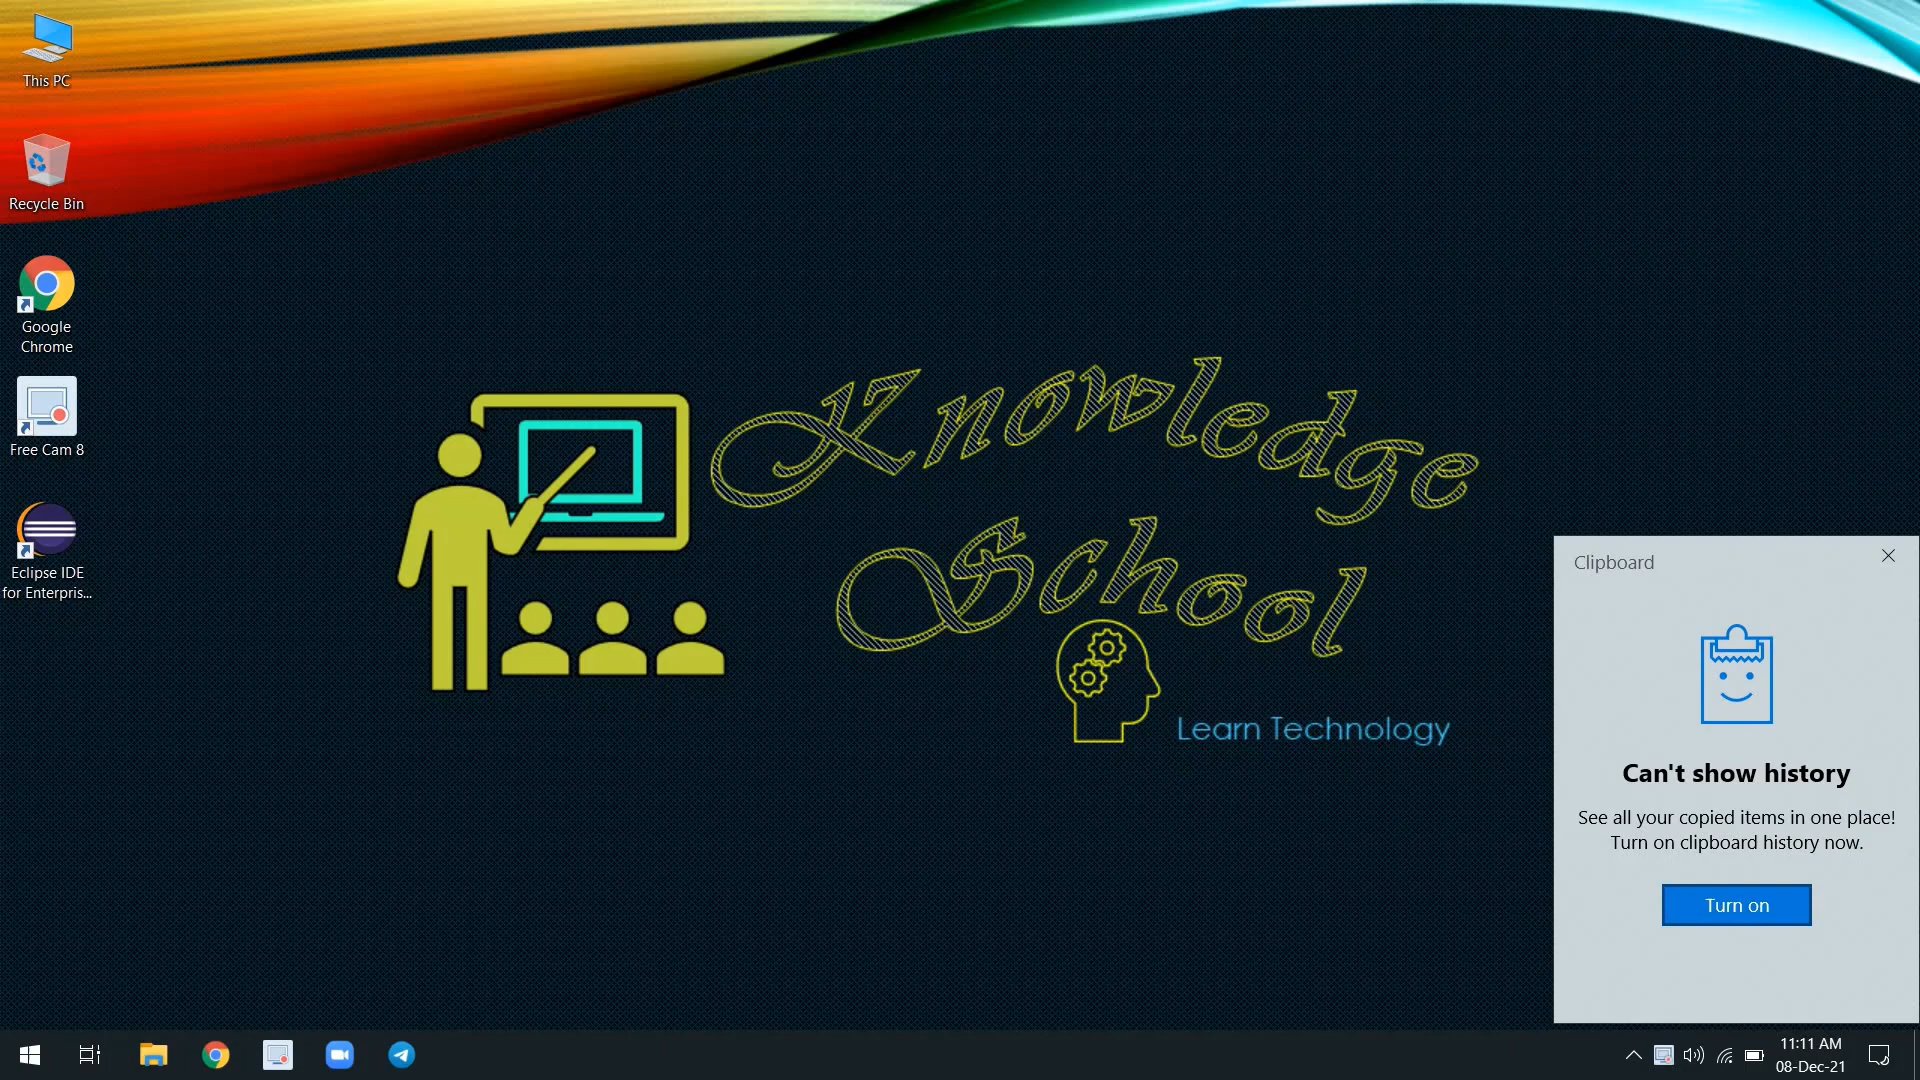 This PC
Recycle Bin
Google
Chrome
Free Cam 8
Eclipse IDE
for Enterpris...
Knowledge
School
Learn Technology
Clipboard
Can't show history
See all your copied items in one place!
Turn on clipboard history now.
Turn on
11:11 AM
08-Dec-21